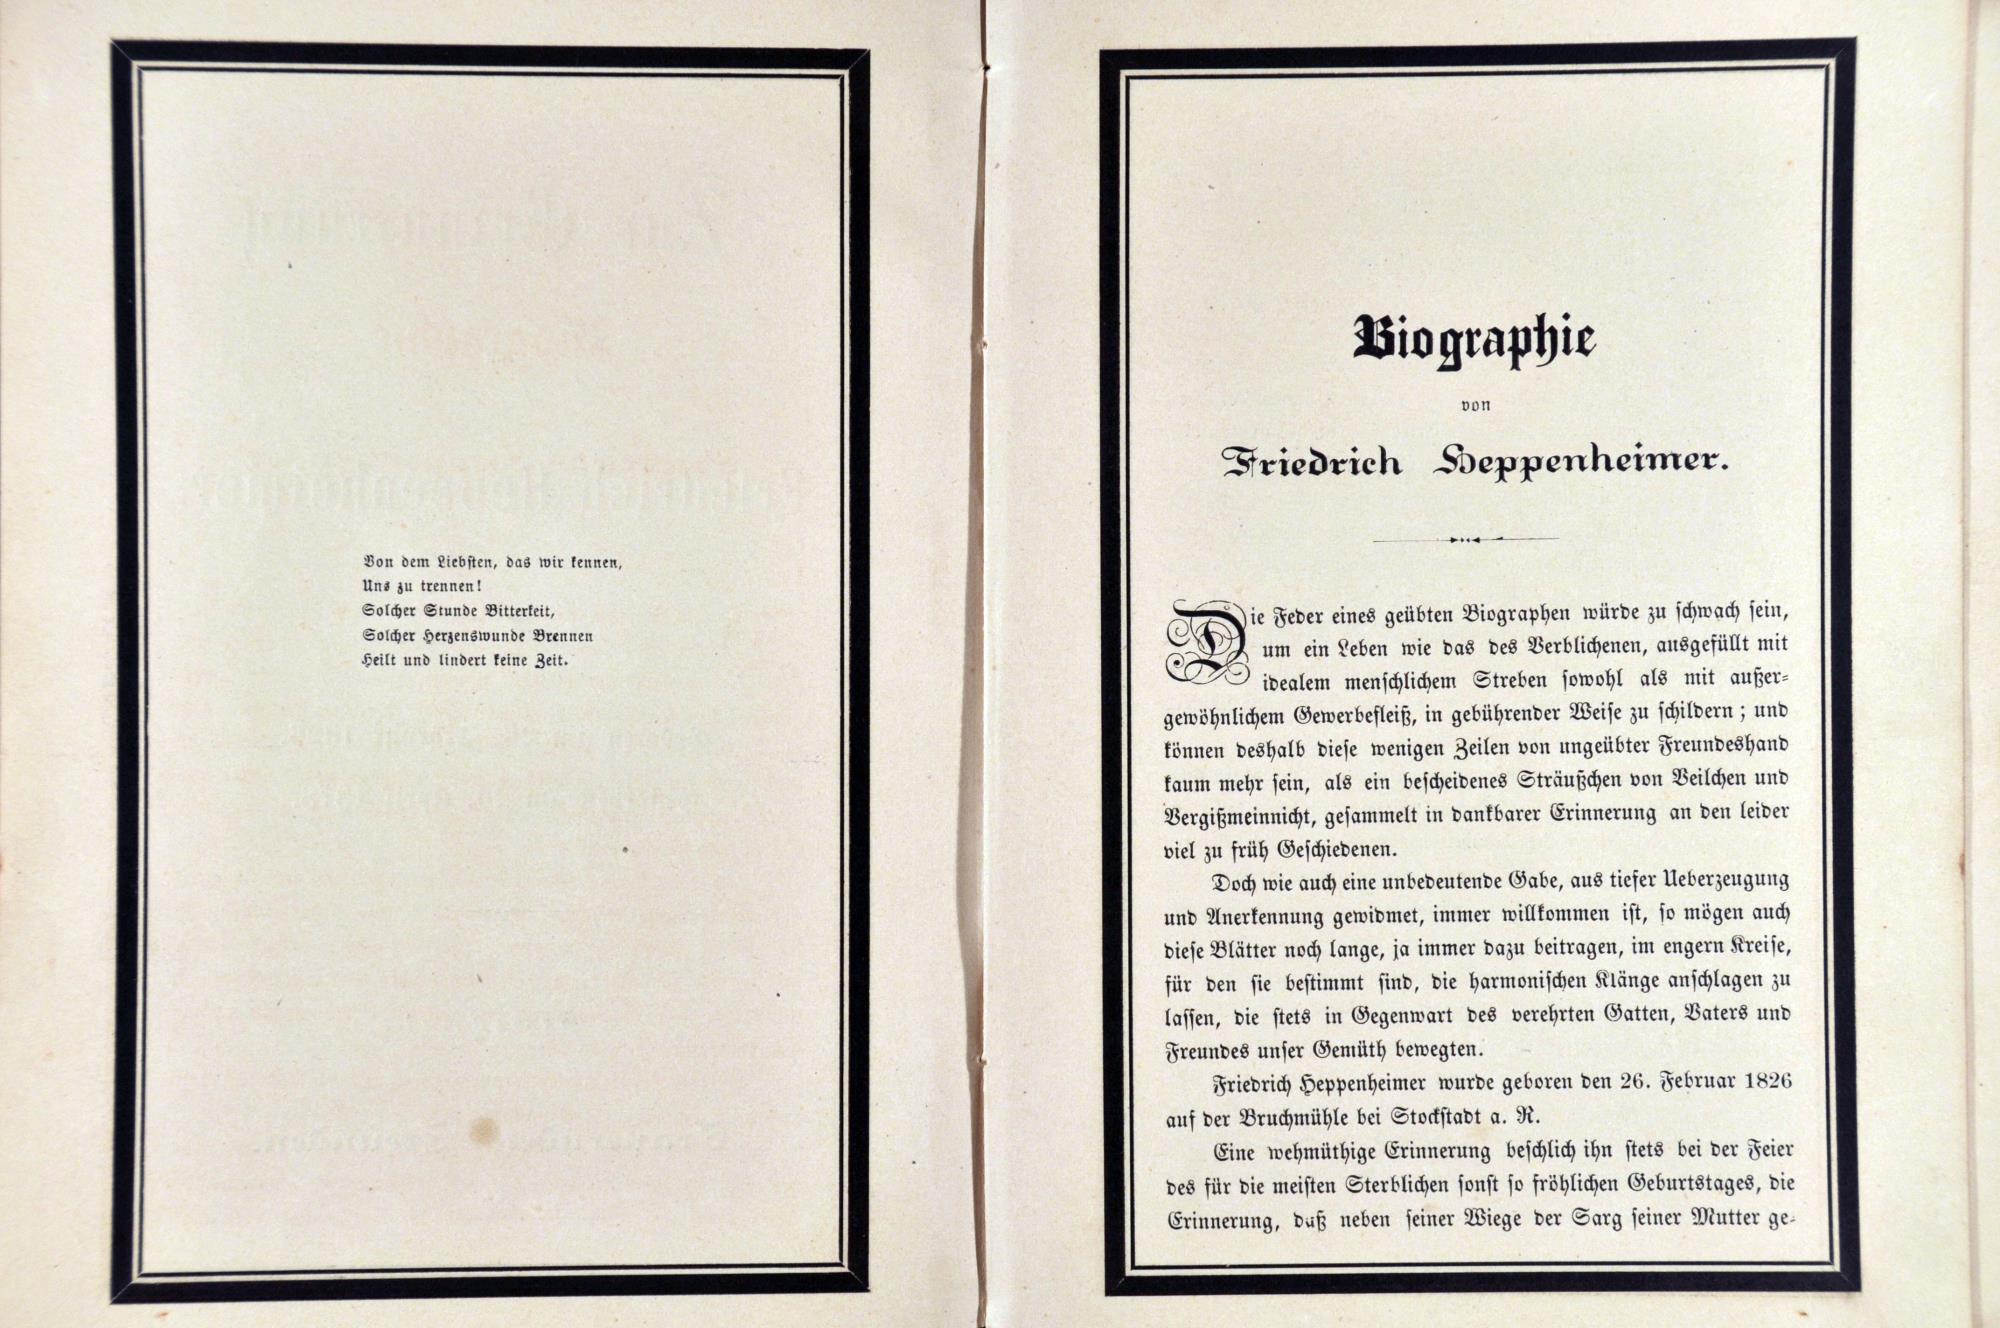 Von dem Liebsten, das wir kennen,
Uns zu trennen!
Solcher Stunde Bitterkeit,
Solcher Herzenswunde Brennen
Heilt und lindert keine Zeit.
Biographie
von
Friedrich Heppenheimer.
Die Feder eines geübten Biographen würde zu schwach sein,
um ein Leben wie das des Verblichenen, ausgefüllt mit
idealem menschlichem Streben sowohl als mit außer-
gewöhnlichem Gewerbefleiß, in gebührender Weise zu schildern; und
können deshalb diese wenigen Zeilen von ungeübter Freundeshand
kaum mehr sein, als ein bescheidenes Sträußchen von Veilchen und
Vergißmeinnicht, gesammelt in dankbarer Erinnerung an den leider
viel zu früh Geschiedenen.
Doch wie auch eine unbedeutende Gabe, aus tiefer Ueberzeugung
und Anerkennung gewidmet, immer willkommen ist, so mögen auch
diese Blätter noch lange, ja immer dazu beitragen, im engern Kreise,
für den sie bestimmt sind, die harmonischen Klänge anschlagen zu
lassen, die stets in Gegenwart des verehrten Gatten, Vaters und
Freundes unser Gemüth bewegten.
Friedrich Heppenheimer wurde geboren den 26. Februar 1826
auf der Bruchmühle bei Stockstadt a. R.
Eine wehmüthige Erinnerung beschlich ihn stets bei der Feier
des für die meisten Sterblichen sonst so fröhlichen Geburtstages, die
Erinnerung, daß neben seiner Wiege der Sarg seiner Mutter ge-